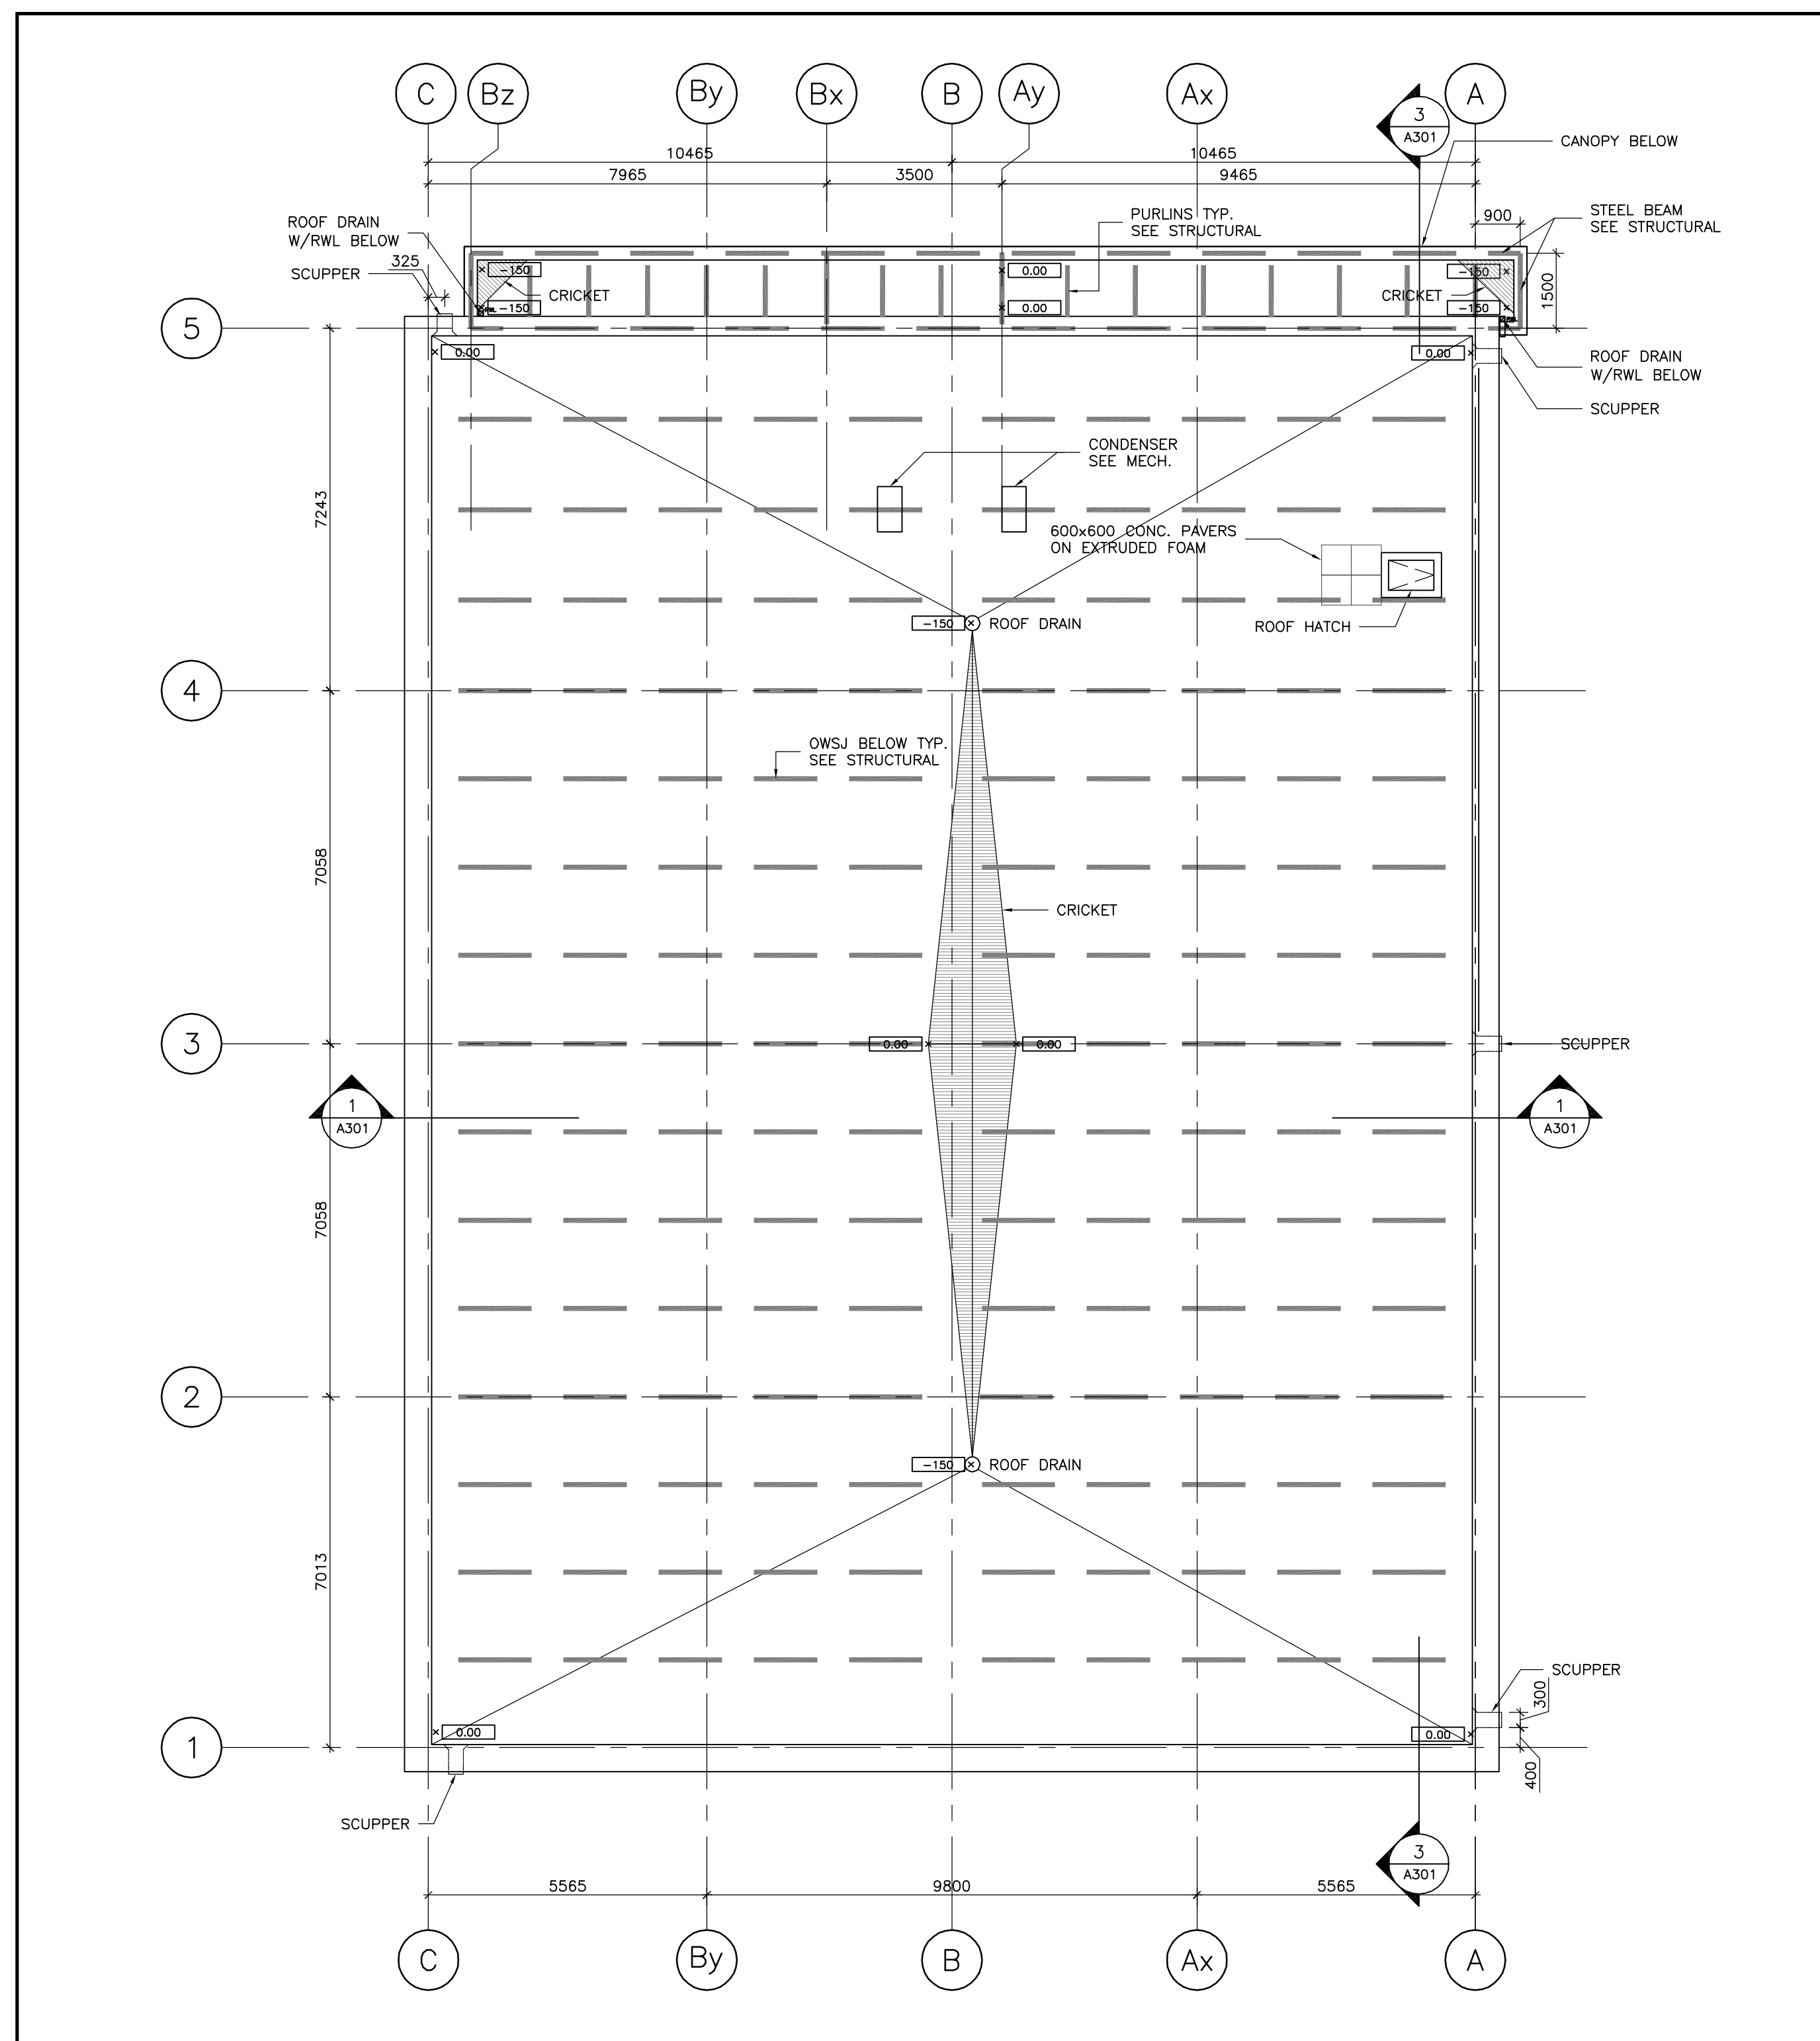 C
Bz
By
Bx
B
Ay
Ax
A
3
A301
CANOPY BELOW
10465
10465
7965
3500
9465
ROOF DRAIN
W/RWL BELOW
325
SCUPPER
PURLINS TYP.
SEE STRUCTURAL
900
STEEL BEAM
SEE STRUCTURAL
-150
0.00
-150
CRICKET
CRICKET
1500
-150
0.00
-150
5
0.00
0.00
ROOF DRAIN
W/RWL BELOW
SCUPPER
CONDENSER
SEE MECH.
7243
600x600 CONC. PAVERS
ON EXTRUDED FOAM
-150
ROOF DRAIN
ROOF HATCH
4
OWSJ BELOW TYP.
SEE STRUCTURAL
7058
CRICKET
3
0.00
0.00
SCUPPER
1
A301
1
A301
7058
2
-150
ROOF DRAIN
7013
SCUPPER
300
0.00
0.00
1
400
SCUPPER
3
A301
5565
9800
5565
C
By
B
Ax
A